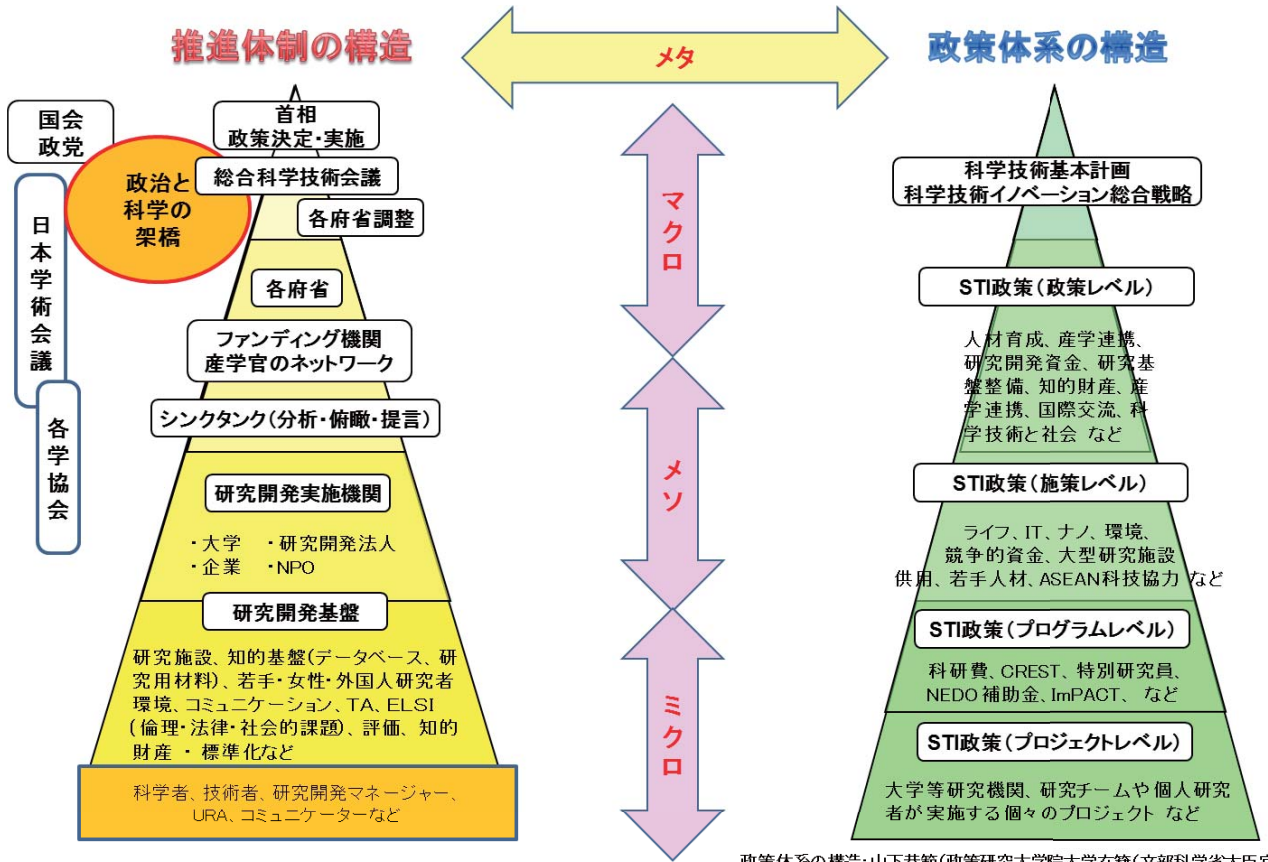 推進体制の構造
メタ
政策体系の構造
国会
政党
首相
政策決定・実施
総合科学技術会議
各府省調整
政治と
科学の
架橋
日本学術会議
各学協会
各府省
ファンディング機関
産学官のネットワーク
シンクタンク(分析・俯瞰・提言)
研究開発実施機関
・大学 ・研究開発法人
・企業 ・NPO
研究開発基盤
研究施設、知的基盤(データベース、研
究用材料)、若手・女性・外国人研究者
環境、コミュニケーション、TA、ELSI
(倫理・法律・社会的課題)、評価、知的
財産 ・ 標準化など
科学者、技術者、研究開発マネージャー、
URA、コミュニケーターなど
マクロ
メソ
ミクロ
科学技術基本計画
科学技術イノベーション総合戦略
STI政策(政策レベル)
人材育成、産学連携、
研究開発資金、研究基
盤整備、知的財産、産
学連携、国際交流、科
学技術と社会 など
STI政策(施策レベル)
ライフ、IT、ナノ、環境、
競争的資金、大型研究施設
供用、若手人材、ASEAN科技協力 など
STI政策(プログラムレベル)
科研費、CREST、特別研究員、
NEDO補助金、ImPACT、 など
STI政策(プロジェクトレベル)
大学等研究機関、研究チームや個人研究
者が実施する個々のプロジェクト など